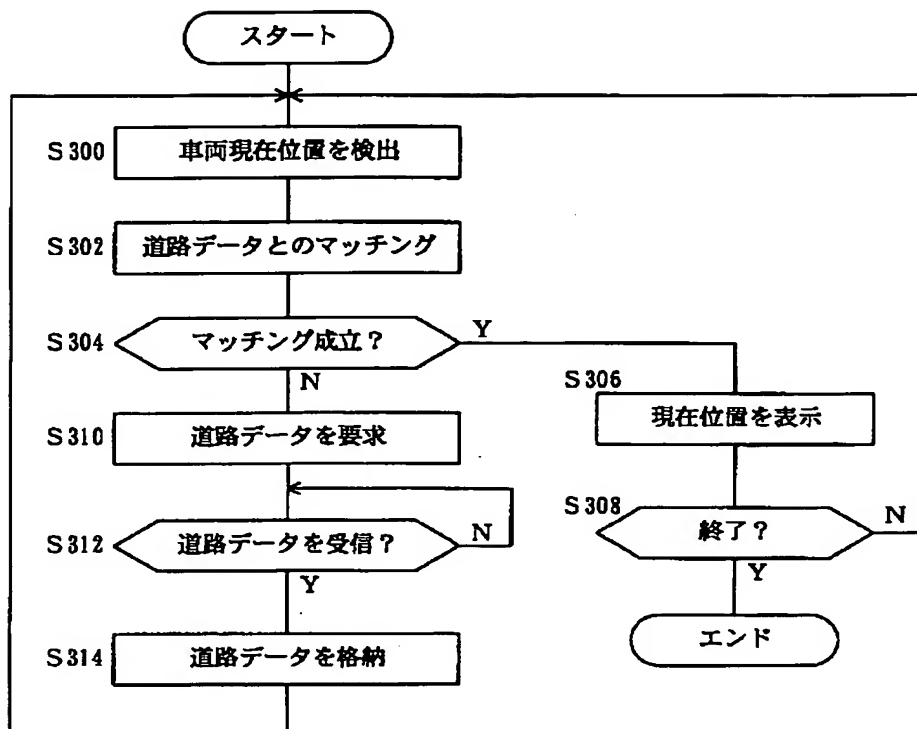 スタート
S300
車両現在位置を検出
S302
道路データとのマッチング
S304
マッチング成立？
Y
N
S306
現在位置を表示
S310
道路データを要求
S308
終了？
N
Y
S312
道路データを受信？
N
Y
エンド
S314
道路データを格納